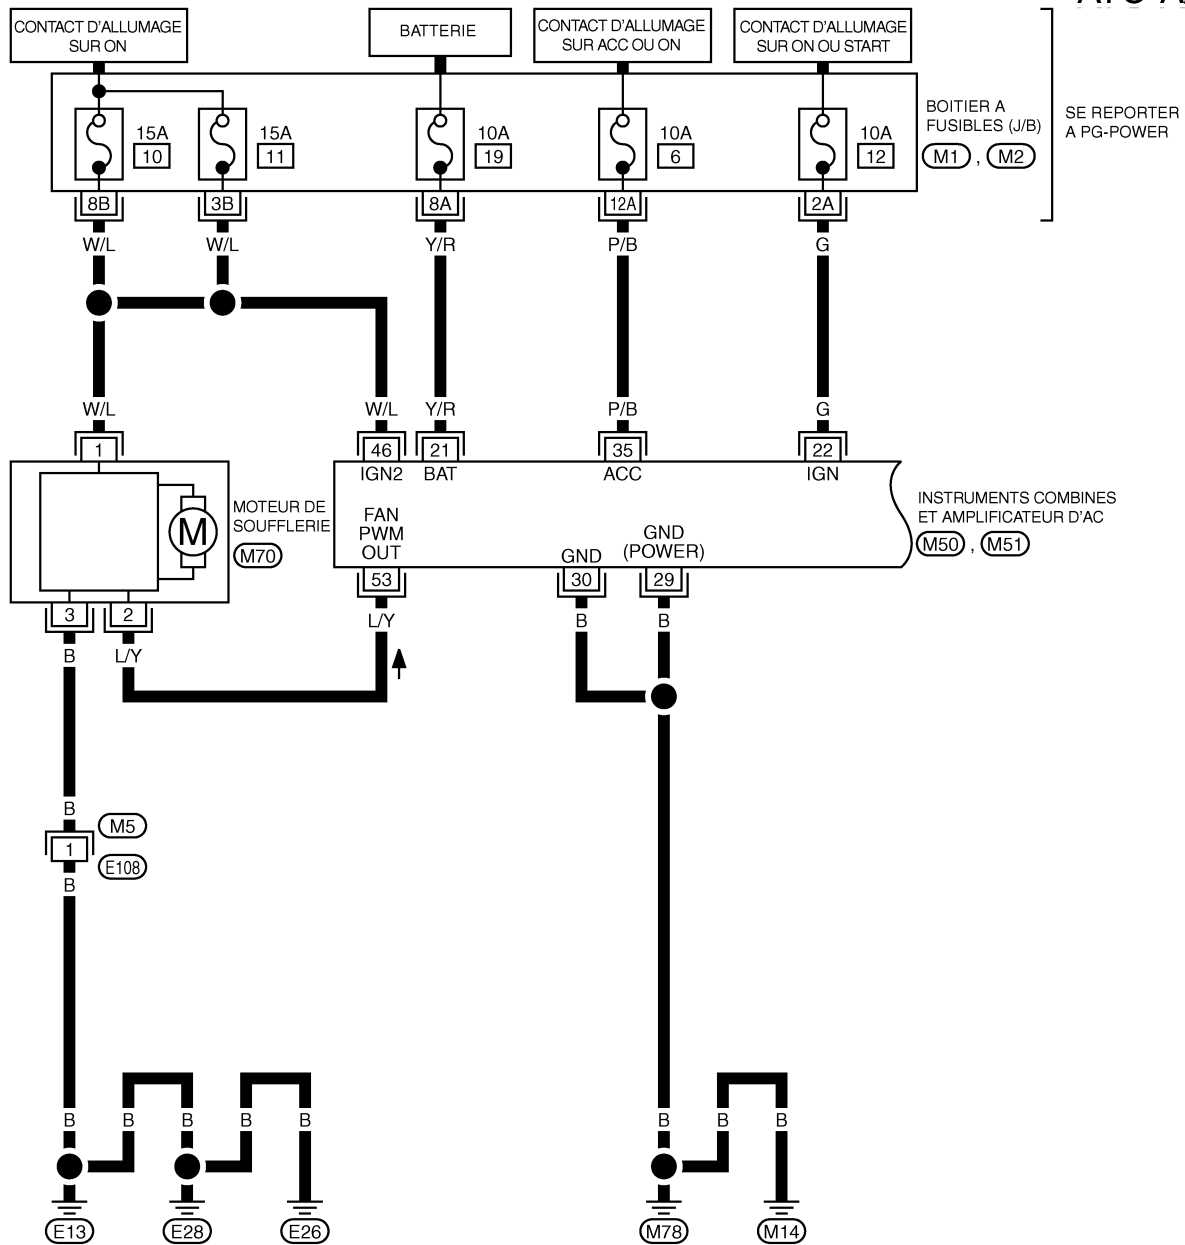 CONTACT D'ALLUMAGE
SUR ON
BATTERIE
CONTACT D'ALLUMAGE
SUR ACC OU ON
CONTACT D'ALLUMAGE
SUR ON OU START
15A
10
15A
11
10A
19
10A
6
10A
12
BOITIER A
FUSIBLES (J/B)
M1 , M2
SE REPORTER
A PG-POWER
8B
3B
8A
12A
2A
W/L
W/L
Y/R
P/B
G
W/L
W/L
Y/R
P/B
G
1
46
21
35
22
IGN2
BAT
ACC
IGN
M
MOTEUR DE
SOUFFLERIE
M70
FAN
PWM
OUT
GND
GND
(POWER)
INSTRUMENTS COMBINES
ET AMPLIFICATEUR D'AC
M50 , M51
53
30
29
3
2
L/Y
B
B
B
L/Y
B
M5
1
E108
B
B
B
B
B
B
B
B
B
E13
E28
E26
M78
M14